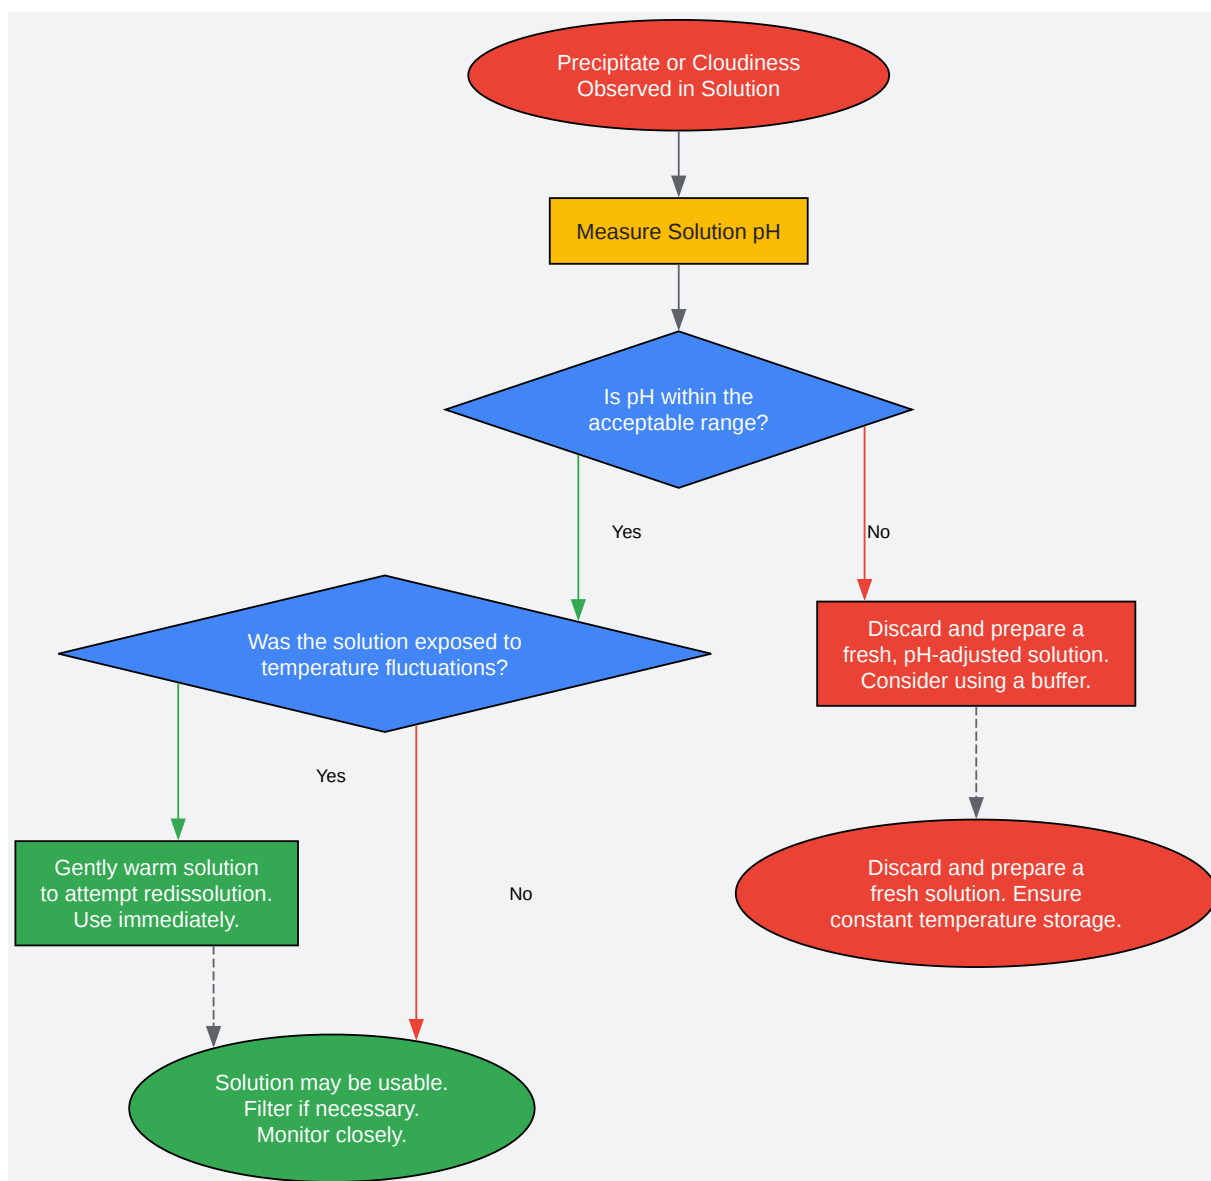 Precipitate or Cloudiness
Observed in Solution
Measure Solution pH
Is pH within the
acceptable range?
Yes
No
Was the solution exposed to
temperature fluctuations?
Discard and prepare a
fresh, pH-adjusted solution.
Consider using a buffer.
Yes
No
Gently warm solution
to attempt redissolution.
Use immediately.
Discard and prepare a
fresh solution. Ensure
constant temperature storage.
Solution may be usable.
Filter if necessary.
Monitor closely.